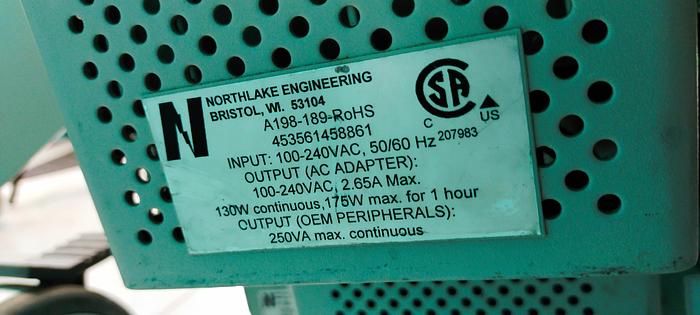 N
NORTHLAKE ENGINEERING
BRISTOL, WI. 53104
A198-189-RoHS
453561458861
INPUT: 100-240VAC, 50/60 Hz
OUTPUT (AC ADAPTER):
100-240VAC, 2.65A Max.
130W continuous,175W max. for 1 hour
OUTPUT (OEM PERIPHERALS):
250VA max. continuous
SA
C US
207983